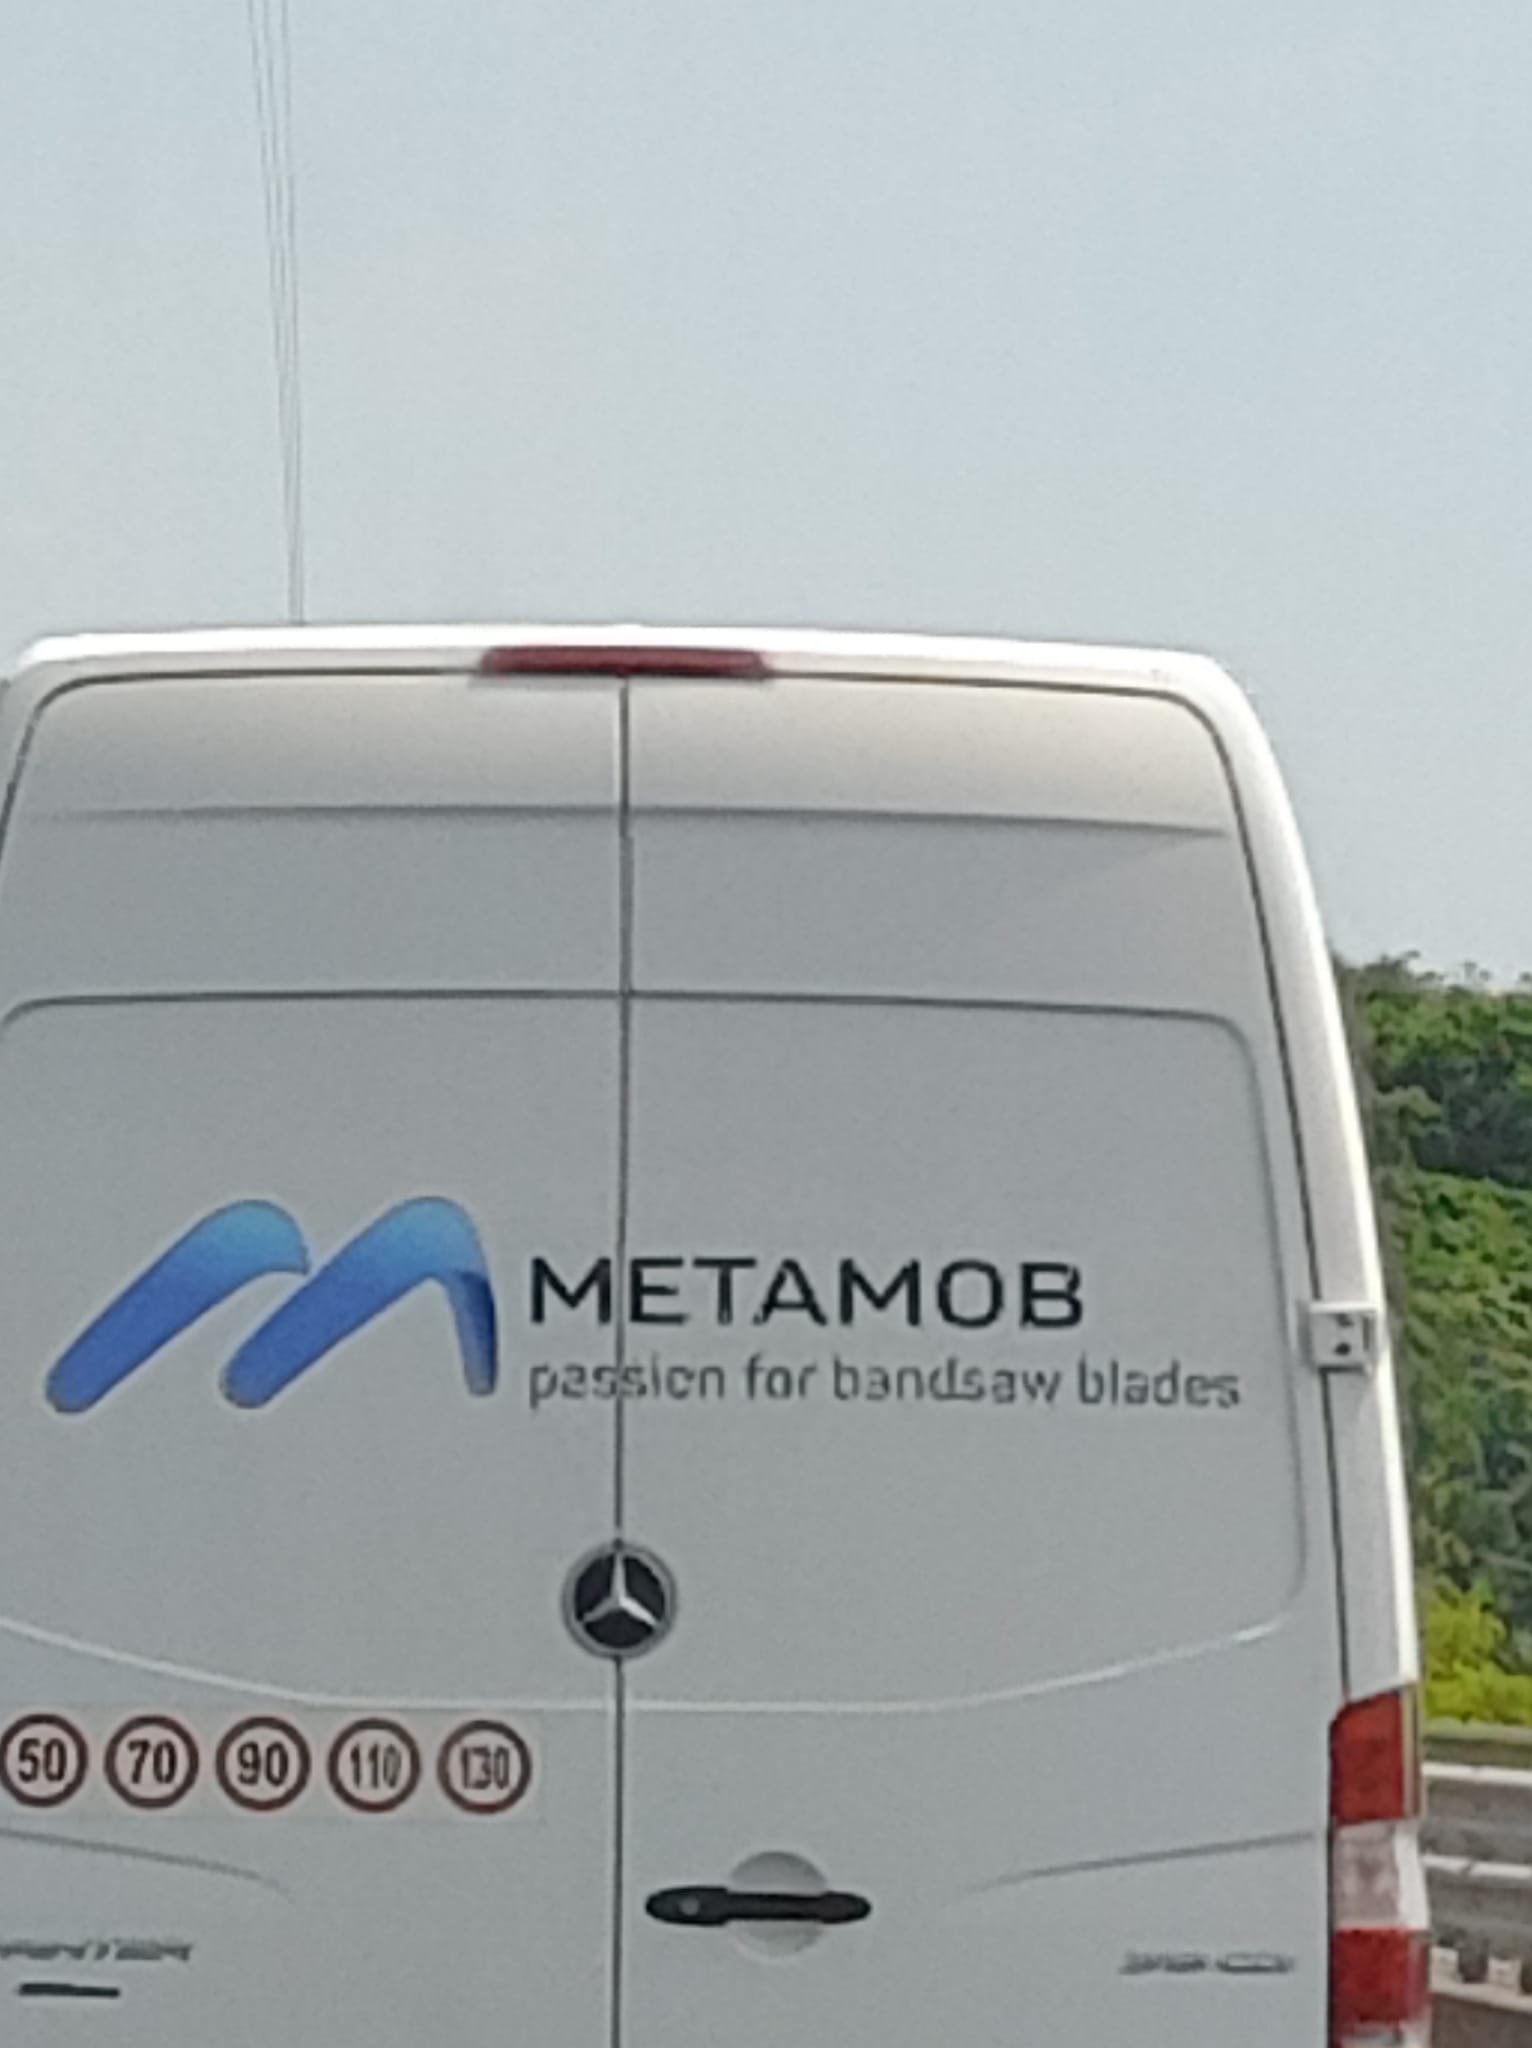 METAMOB
passion for bandsaw blades
50 70 90 110 130